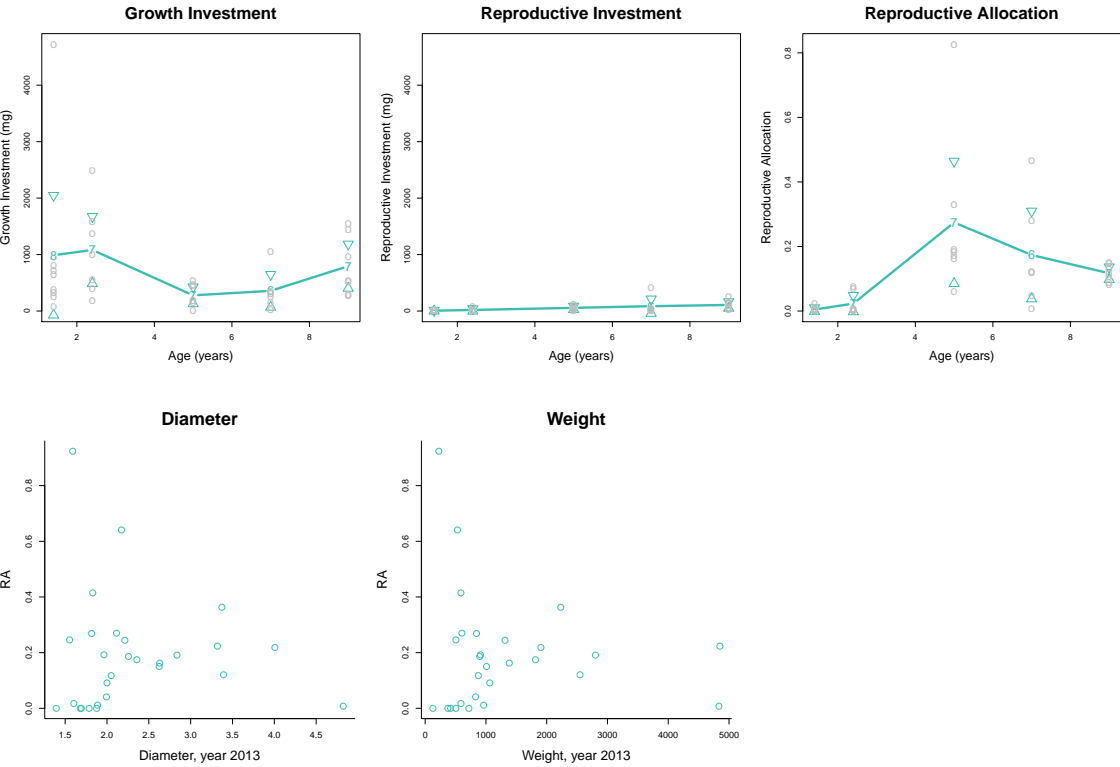 Growth Investment
Growth Investment (mg)
0 1000 2000 3000 4000
8 7 7 8 7
2 4 6 8
Age (years)
Reproductive Investment
Reproductive Investment (mg)
0 1000 2000 3000 4000
2 4 6 8
Age (years)
Reproductive Allocation
Reproductive Allocation
0.0 0.2 0.4 0.6 0.8
7 8
2 4 6 8
Age (years)
Diameter
RA
0.0 0.2 0.4 0.6 0.8
1.5 2.0 2.5 3.0 3.5 4.0 4.5
Diameter, year 2013
Weight
RA
0.0 0.2 0.4 0.6 0.8
0 1000 2000 3000 4000 5000
Weight, year 2013